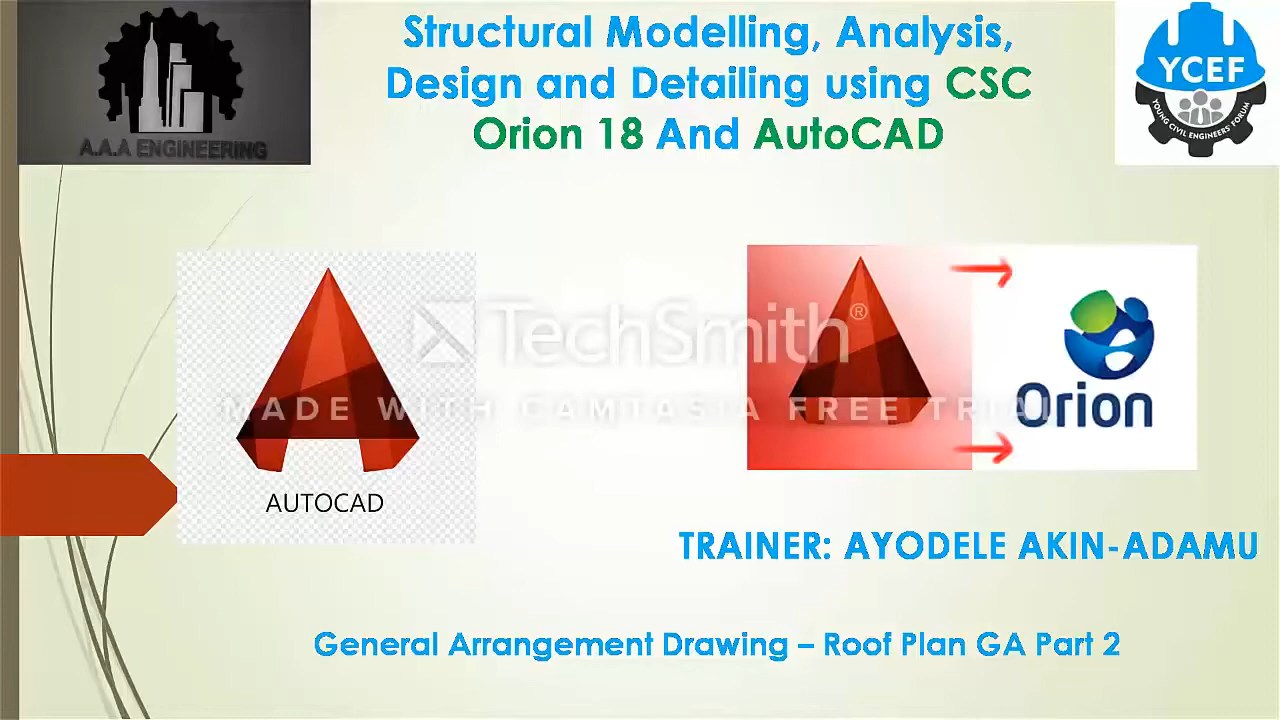 Structural Modelling, Analysis,
Design and Detailing using CSC
Orion 18 And AutoCAD
A.A.A ENGINEERING
YCEF
YOUNG CIVIL ENGINEERS FORUM
TechSmith®
MADE WITH CAMTASIA FREE TRIAL
Orion
AUTOCAD
TRAINER: AYODELE AKIN-ADAMU
General Arrangement Drawing – Roof Plan GA Part 2